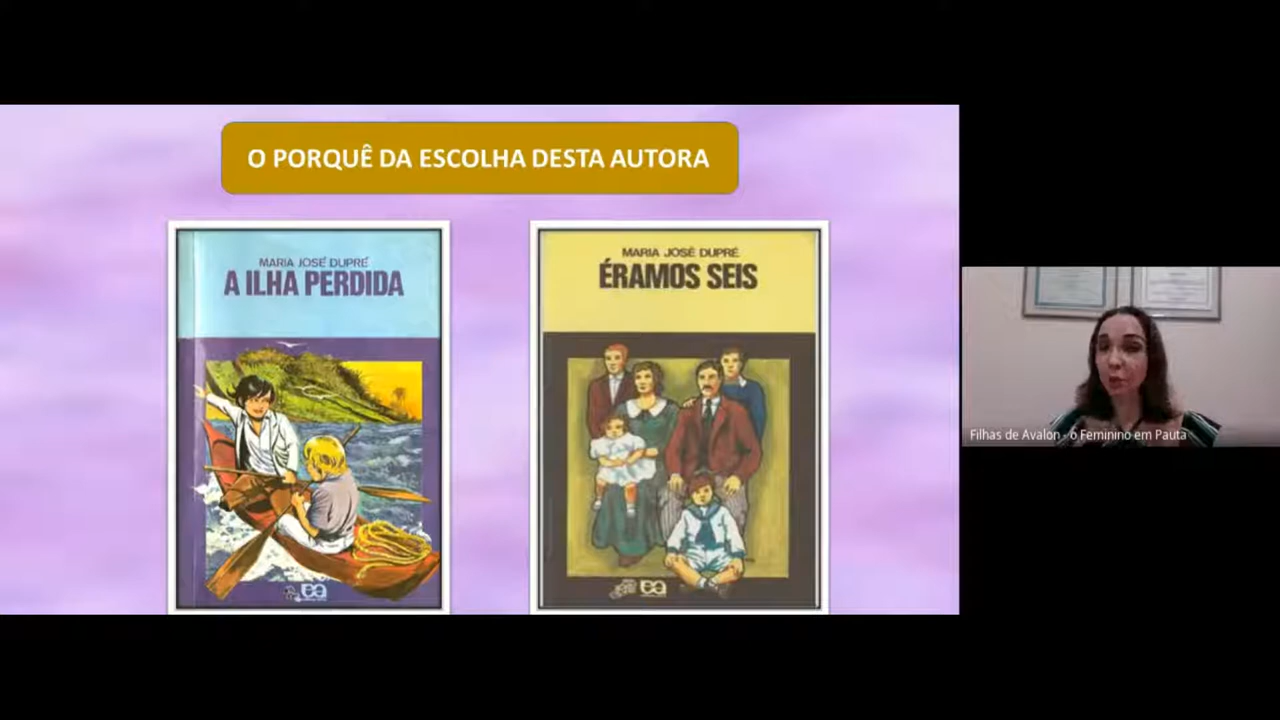 O PORQUÊ DA ESCOLHA DESTA AUTORA
MARIA JOSÉ DUPRÉ
A ILHA PERDIDA
MARIA JOSÉ DUPRÉ
ÉRAMOS SEIS
Filhas de Avalon - o Feminino em Pauta